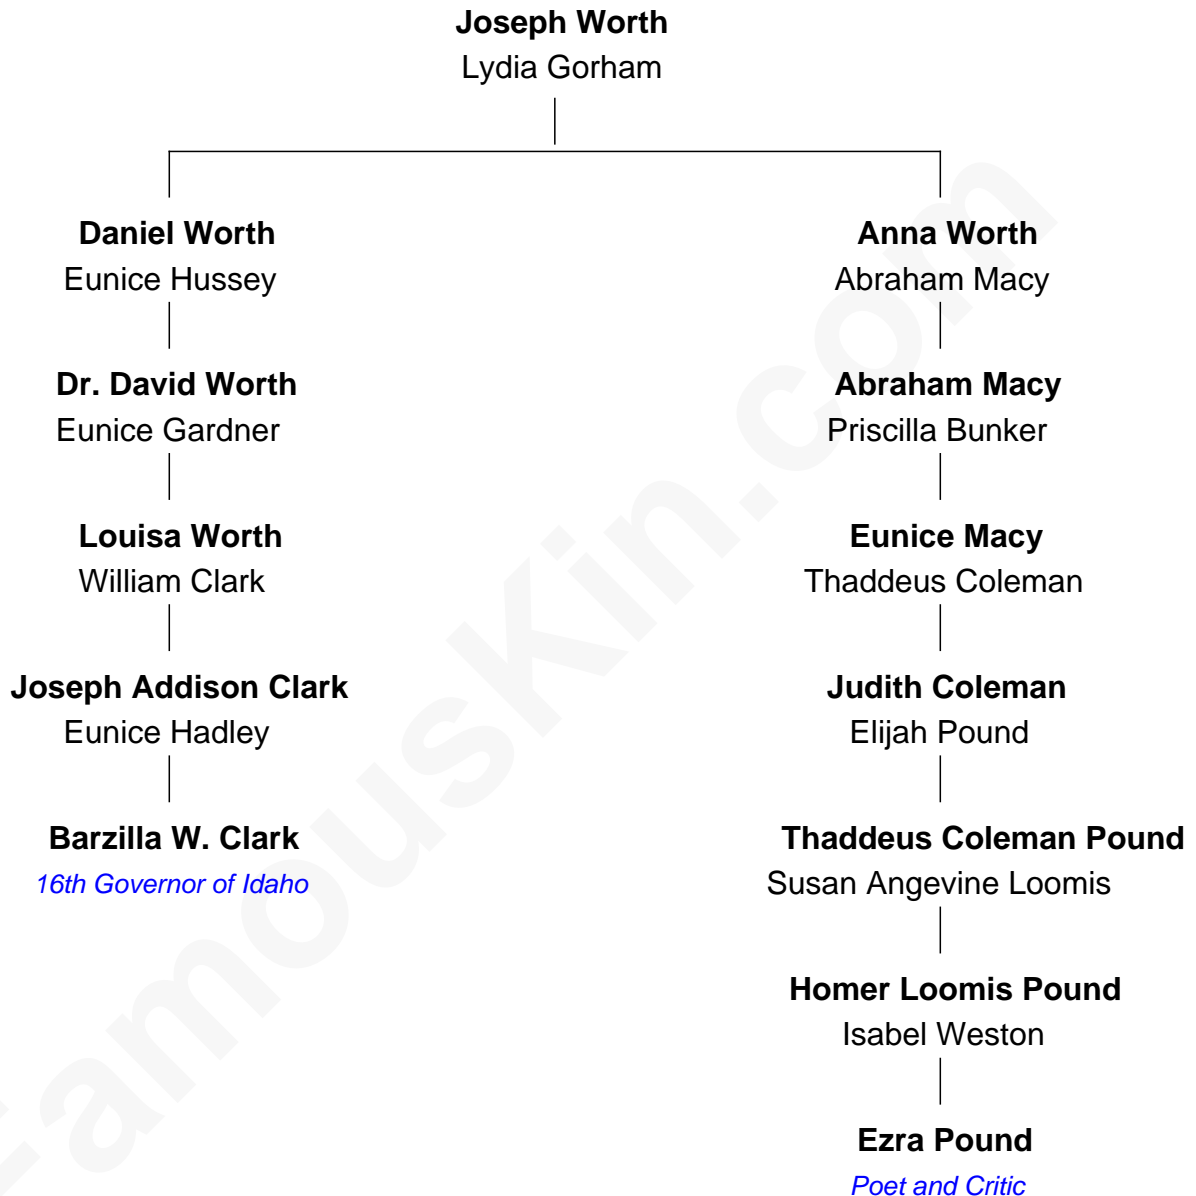 Joseph Worth
Lydia Gorham
Daniel Worth
Eunice Hussey
Dr. David Worth
Eunice Gardner
Louisa Worth
William Clark
Joseph Addison Clark
Eunice Hadley
Barzilla W. Clark
16th Governor of Idaho
Anna Worth
Abraham Macy
Abraham Macy
Priscilla Bunker
Eunice Macy
Thaddeus Coleman
Judith Coleman
Elijah Pound
Thaddeus Coleman Pound
Susan Angevine Loomis
Homer Loomis Pound
Isabel Weston
Ezra Pound
Poet and Critic
FamousKin.com